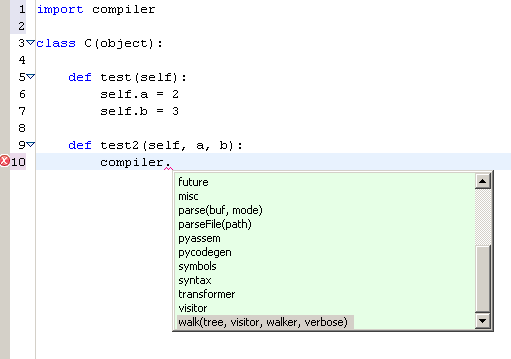 1 import compiler
2
3 class C(object):
4
5 def test(self):
6 self.a = 2
7 self.b = 3
8
9 def test2(self, a, b):
10 compiler.
future
misc
parse(buf, mode)
parseFile(path)
pyassem
pycodegen
symbols
syntax
transformer
visitor
walk(tree, visitor, walker, verbose)